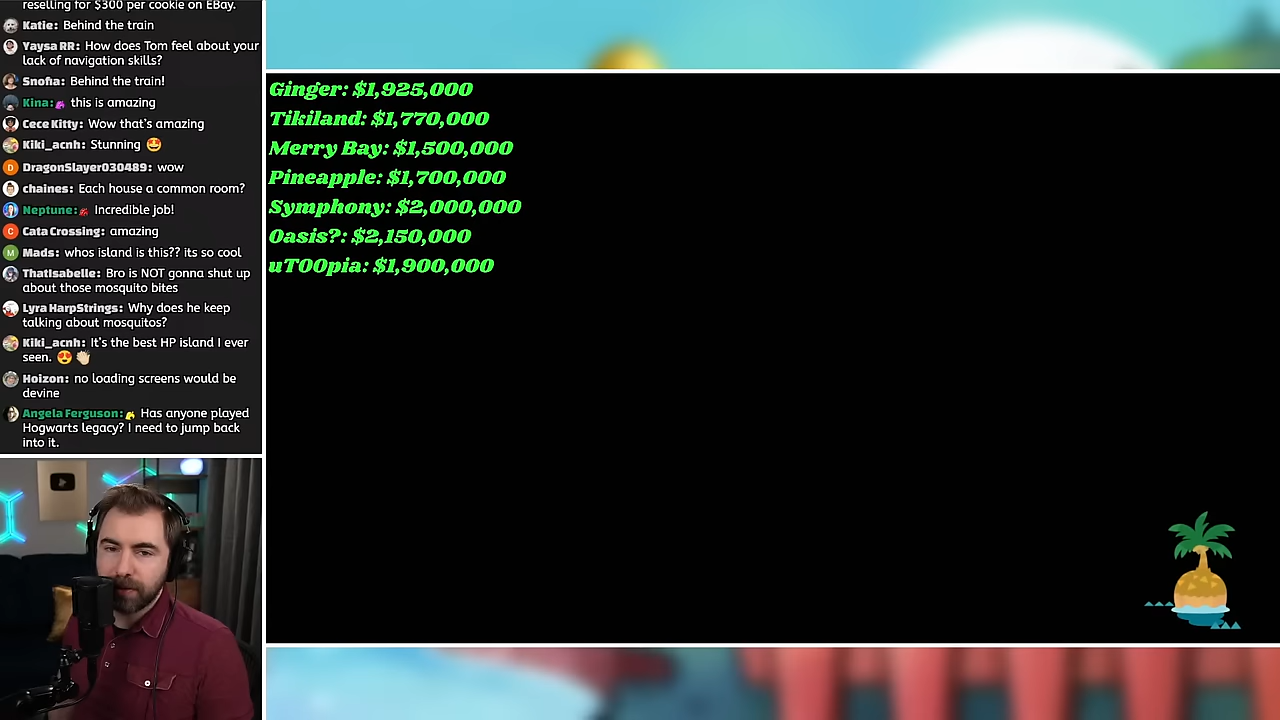 reselling for $300 per cookie on EBay.
Katie: Behind the train
Yaysa RR: How does Tom feel about your
lack of navigation skills?
Snofia: Behind the train!
Kina: this is amazing
Cece Kitty: Wow that's amazing
Kiki_acnh: Stunning 🤩
D DragonSlayer030489: wow
chaines: Each house a common room?
Neptune: Incredible job!
C Cata Crossing: amazing
M Mads: whos island is this?? its so cool
ThatIsabelle: Bro is NOT gonna shut up
about those mosquito bites
Lyra HarpStrings: Why does he keep
talking about mosquitos?
Kiki_acnh: It's the best HP island I ever
seen. 😍 👏🏻
Hoizon: no loading screens would be
devine
Angela Ferguson: Has anyone played
Hogwarts legacy? I need to jump back
into it.
Ginger: $1,925,000
Tikiland: $1,770,000
Merry Bay: $1,500,000
Pineapple: $1,700,000
Symphony: $2,000,000
Oasis?: $2,150,000
uTOOpia: $1,900,000